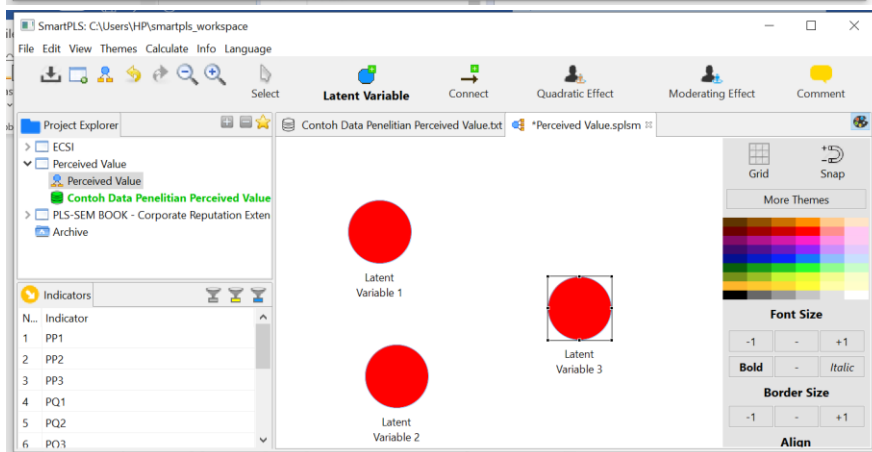 SmartPLS: C:\Users\HP\smartpls_workspace
File Edit View Themes Calculate Info Language
Select
Latent Variable
Connect
Quadratic Effect
Moderating Effect
Comment
Project Explorer
Contoh Data Penelitian Perceived Value.txt
*Perceived Value.splsm
ECSI
Perceived Value
Perceived Value
Contoh Data Penelitian Perceived Value
PLS-SEM BOOK - Corporate Reputation Exten
Archive
Indicators
N... Indicator
1 PP1
2 PP2
3 PP3
4 PQ1
5 PQ2
6 PQ3
Latent
Variable 1
Latent
Variable 2
Latent
Variable 3
Grid
Snap
More Themes
Font Size
-1 - +1
Bold - Italic
Border Size
-1 - +1
Align